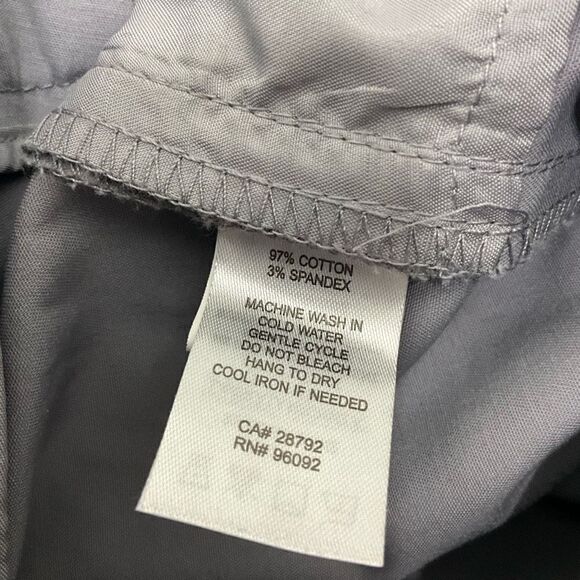 97% COTTON
3% SPANDEX
MACHINE WASH IN
COLD WATER
GENTLE CYCLE
DO NOT BLEACH
HANG TO DRY
COOL IRON IF NEEDED
CA# 28792
RN# 96092